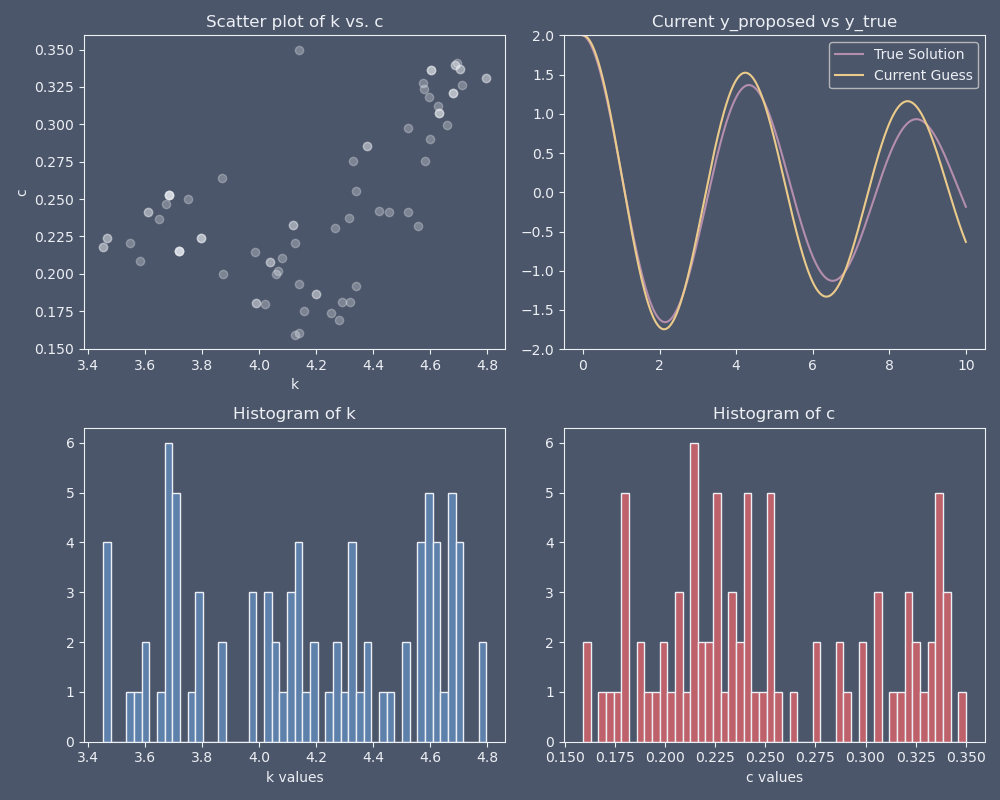 Scatter plot of k vs. c
c
0.350
0.325
0.300
0.275
0.250
0.225
0.200
0.175
0.150
3.4 3.6 3.8 4.0 4.2 4.4 4.6 4.8
k
Current y_proposed vs y_true
True Solution
Current Guess
2.0
1.5
1.0
0.5
0.0
−0.5
−1.0
−1.5
−2.0
0 2 4 6 8 10
Histogram of k
6
5
4
3
2
1
0
3.4 3.6 3.8 4.0 4.2 4.4 4.6 4.8
k values
Histogram of c
6
5
4
3
2
1
0
0.150 0.175 0.200 0.225 0.250 0.275 0.300 0.325 0.350
c values